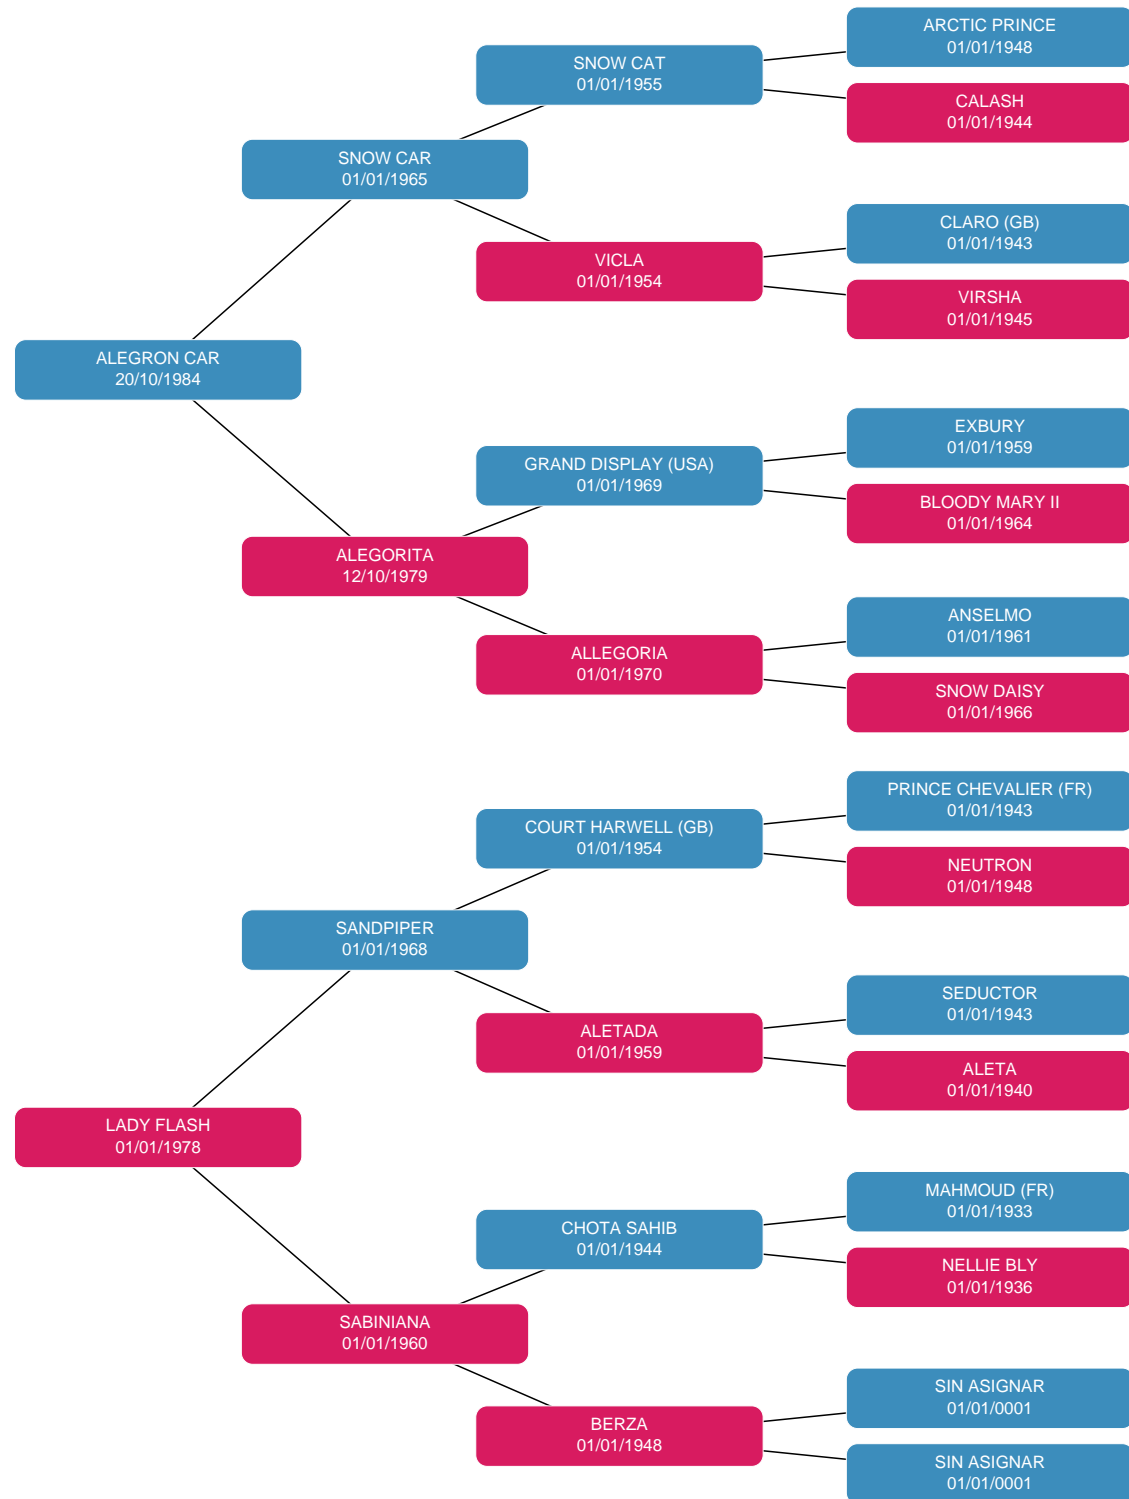 ARCTIC PRINCE
01/01/1948
SNOW CAT
01/01/1955
CALASH
01/01/1944
SNOW CAR
01/01/1965
CLARO (GB)
01/01/1943
VICLA
01/01/1954
VIRSHA
01/01/1945
ALEGRON CAR
20/10/1984
EXBURY
01/01/1959
GRAND DISPLAY (USA)
01/01/1969
BLOODY MARY II
01/01/1964
ALEGORITA
12/10/1979
ANSELMO
01/01/1961
ALLEGORIA
01/01/1970
SNOW DAISY
01/01/1966
PRINCE CHEVALIER (FR)
01/01/1943
COURT HARWELL (GB)
01/01/1954
NEUTRON
01/01/1948
SANDPIPER
01/01/1968
SEDUCTOR
01/01/1943
ALETADA
01/01/1959
ALETA
01/01/1940
LADY FLASH
01/01/1978
MAHMOUD (FR)
01/01/1933
CHOTA SAHIB
01/01/1944
NELLIE BLY
01/01/1936
SABINIANA
01/01/1960
SIN ASIGNAR
01/01/0001
BERZA
01/01/1948
SIN ASIGNAR
01/01/0001